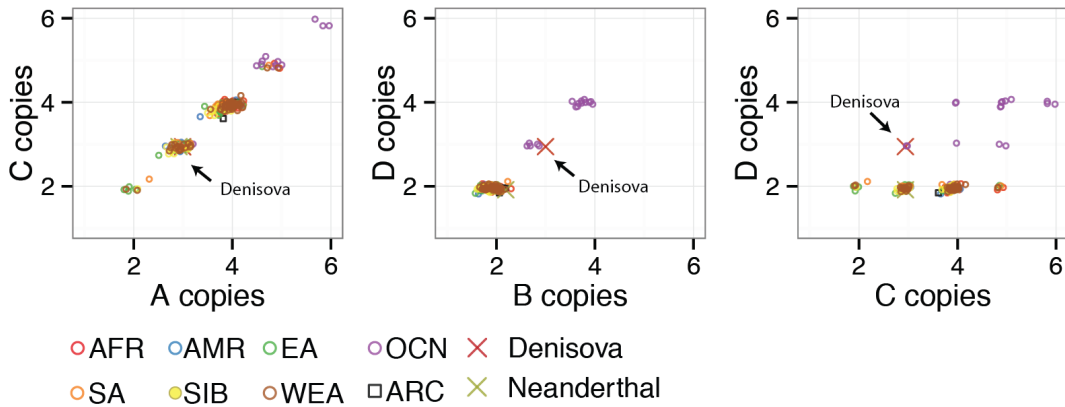 6
4
2
C copies
2 4 6
A copies
Denisova
6
4
2
D copies
2 4 6
B copies
Denisova
6
4
2
D copies
2 4 6
C copies
Denisova
AFR AMR EA OCN Denisova
SA SIB WEA ARC Neanderthal